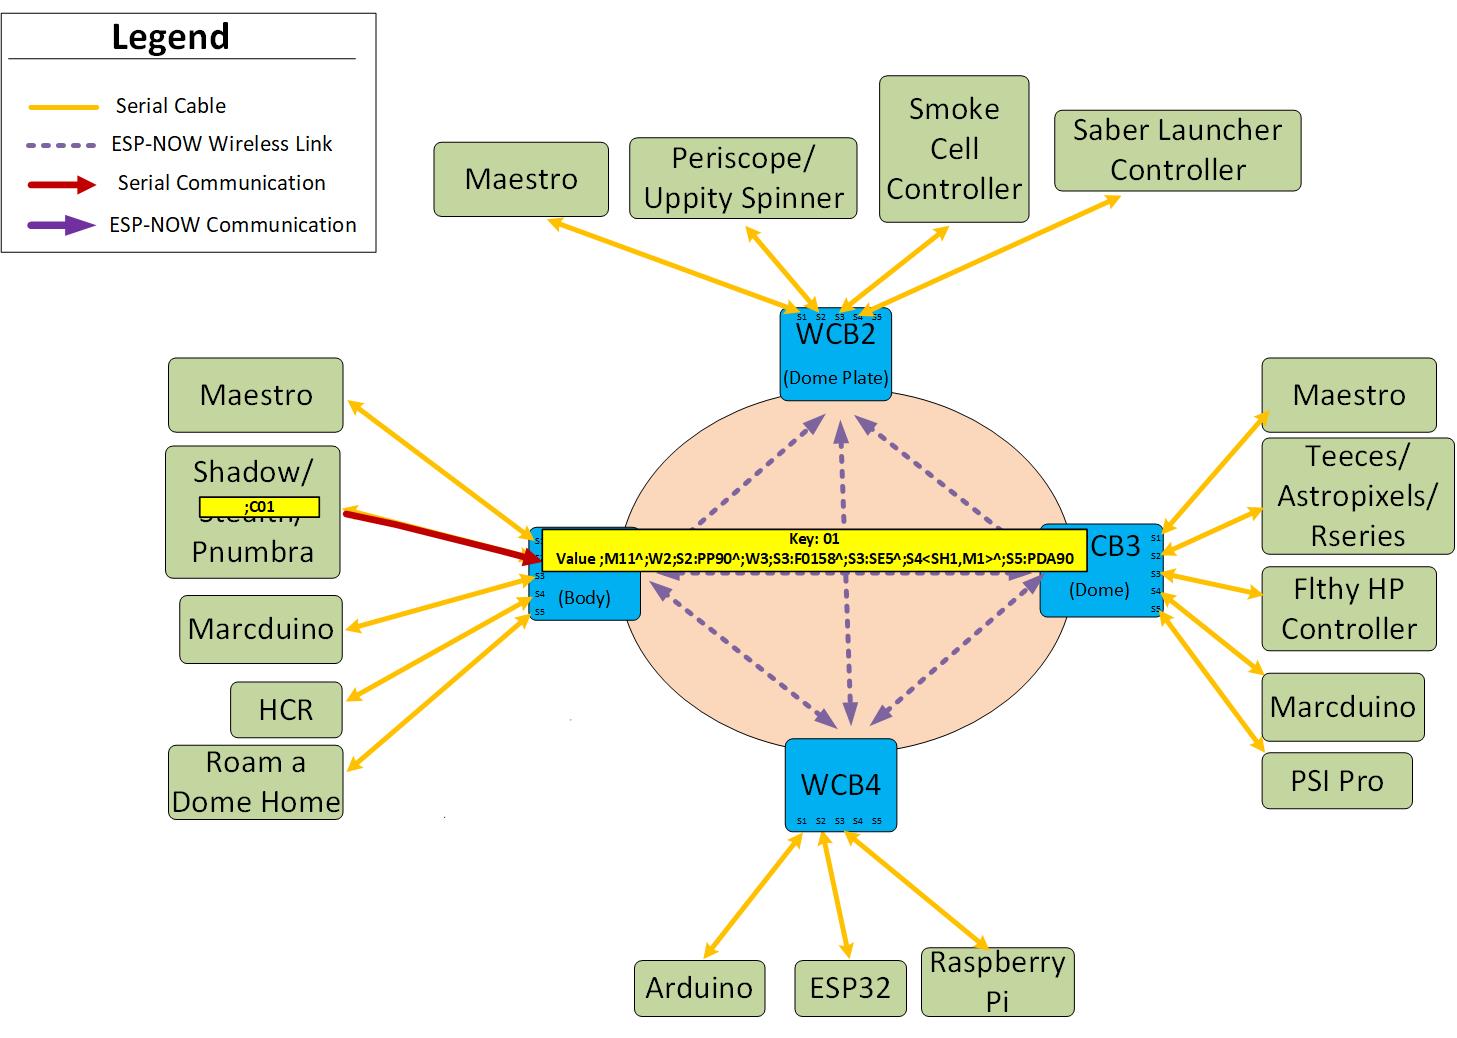 Legend
Serial Cable
ESP-NOW Wireless Link
Serial Communication
ESP-NOW Communication
Maestro
Periscope/
Uppity Spinner
Smoke
Cell
Controller
Saber Launcher
Controller
S1 S2 S3 S4 S5
WCB2
(Dome Plate)
Maestro
Shadow/
;C01
Stealth/
Pnumbra
Marcduino
HCR
Roam a
Dome Home
S3
S4
S5
(Body)
Key: 01
Value ;M11^;W2;S2:PP90^;W3;S3:F0158^;S3:SE5^;S4<SH1,M1>^;S5:PDA90
CB3
(Dome)
S1
S2
S3
S4
S5
Maestro
Teeces/
Astropixels/
Rseries
Flthy HP
Controller
Marcduino
PSI Pro
WCB4
S1 S2 S3 S4 S5
Arduino
ESP32
Raspberry
Pi